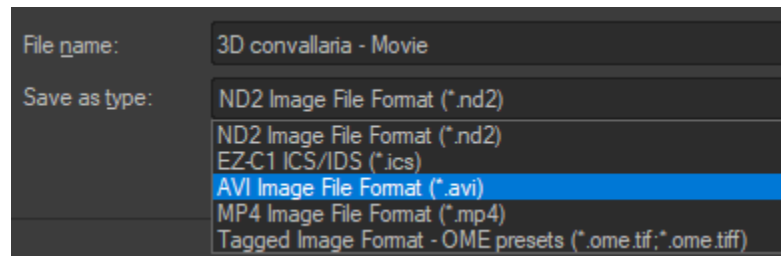 File name: 3D convallaria - Movie
Save as type: ND2 Image File Format (*.nd2)
ND2 Image File Format (*.nd2)
EZ-C1 ICS/IDS (*.ics)
AVI Image File Format (*.avi)
MP4 Image File Format (*.mp4)
Tagged Image Format - OME presets (*.ome.tif;*.ome.tiff)